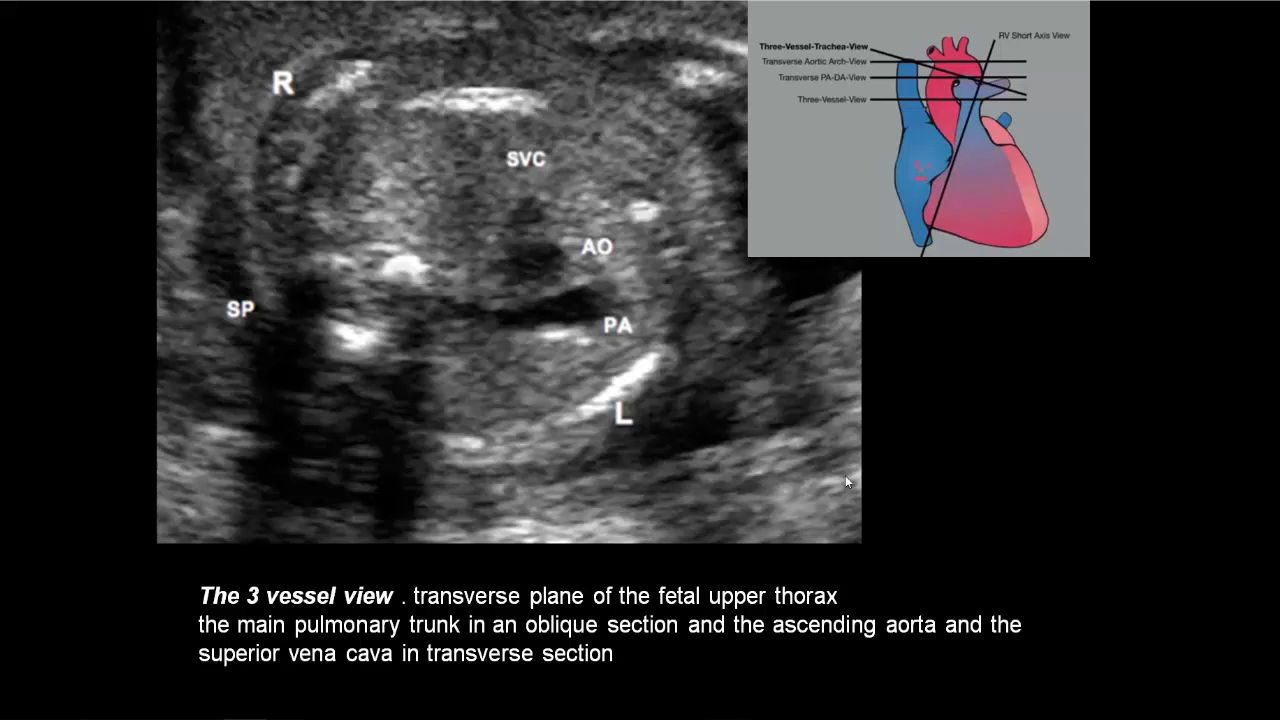 R
SVC
AO
SP
PA
L
RV Short Axis View
Three-Vessel-Trachea-View
Transverse Aortic Arch-View
Transverse PA-DA-View
Three-Vessel-View
The 3 vessel view . transverse plane of the fetal upper thorax
the main pulmonary trunk in an oblique section and the ascending aorta and the
superior vena cava in transverse section